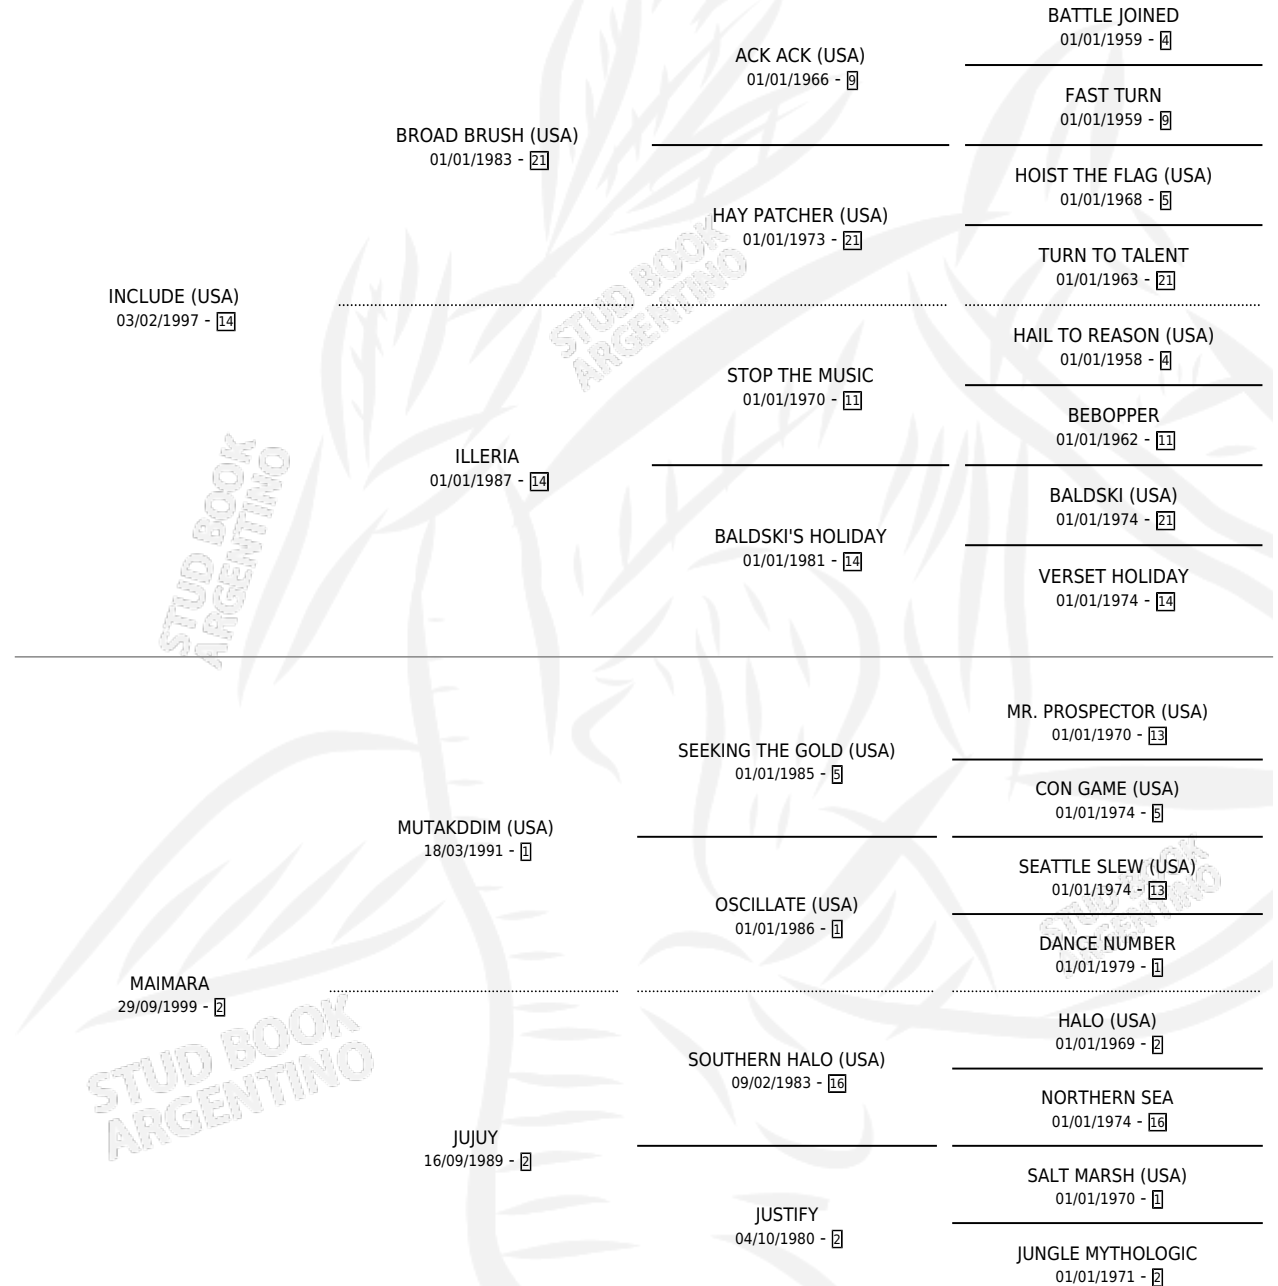 BATTLE JOINED
01/01/1959 - 4
ACK ACK (USA)
01/01/1966 - 9
FAST TURN
01/01/1959 - 9
BROAD BRUSH (USA)
01/01/1983 - 21
HOIST THE FLAG (USA)
01/01/1968 - 5
HAY PATCHER (USA)
01/01/1973 - 21
TURN TO TALENT
01/01/1963 - 21
INCLUDE (USA)
03/02/1997 - 14
HAIL TO REASON (USA)
01/01/1958 - 4
STOP THE MUSIC
01/01/1970 - 11
BEBOPPER
01/01/1962 - 11
ILLERIA
01/01/1987 - 14
BALDSKI (USA)
01/01/1974 - 21
BALDSKI'S HOLIDAY
01/01/1981 - 14
VERSET HOLIDAY
01/01/1974 - 14
MR. PROSPECTOR (USA)
01/01/1970 - 13
SEEKING THE GOLD (USA)
01/01/1985 - 5
CON GAME (USA)
01/01/1974 - 5
MUTAKDDIM (USA)
18/03/1991 - 1
SEATTLE SLEW (USA)
01/01/1974 - 13
OSCILLATE (USA)
01/01/1986 - 1
DANCE NUMBER
01/01/1979 - 1
MAIMARA
29/09/1999 - 2
HALO (USA)
01/01/1969 - 2
SOUTHERN HALO (USA)
09/02/1983 - 16
NORTHERN SEA
01/01/1974 - 16
JUJUY
16/09/1989 - 2
SALT MARSH (USA)
01/01/1970 - 1
JUSTIFY
04/10/1980 - 2
JUNGLE MYTHOLOGIC
01/01/1971 - 2
STUD BOOK
ARGENTINO
STUD BOOK
ARGENTINO
STUD BOOK
ARGENTINO
STUD BOOK
ARGENTINO